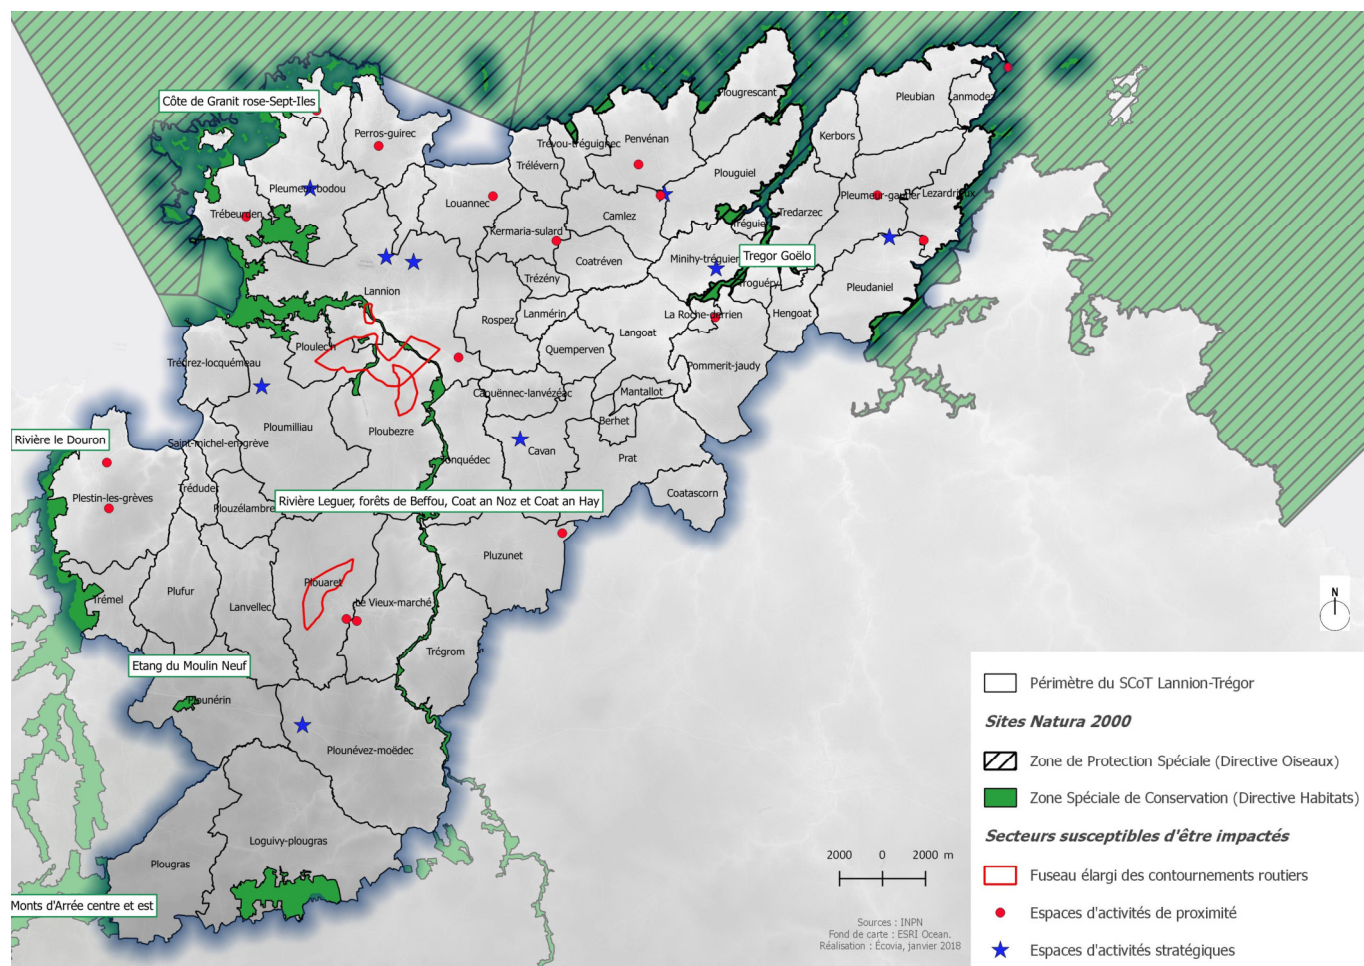 Côte de Granit rose-Sept-Iles
Perros-guirec
Pleumeur-bodou
Trébeurden
Louannec
Trélévern
Trévou-tréguignec
Penvénan
Plougrescant
Plouguiel
Camlez
Kermaria-sulard
Coatréven
Trézény
Lannion
Rospez
Lanmérin
Quemperven
Langoat
Minihy-tréguier
Tréguier
Tregor Goëlo
Troguéry
La Roche-derrien
Hengoat
Pommerit-jaudy
Pleubian
Lanmodez
Kerbors
Pleumeur-gautier
Lezardrieux
Tredarzec
Pleudaniel
Ploulech
Trédrez-locquémeau
Ploumilliau
Ploubezre
Saint-michel-en-grève
Caouënnec-lanvézéac
Mantallot
Berhet
Cavan
Prat
Coatascorn
Tonquédec
Rivière le Douron
Plestin-les-grèves
Tréduder
Plouzélambre
Rivière Leguer, forêts de Beffou, Coat an Noz et Coat an Hay
Pluzunet
Plouaret
Le Vieux-marché
Plufur
Lanvellec
Trémel
Trégrom
Etang du Moulin Neuf
Plounérin
Plounévez-moëdec
Loguivy-plougras
Plougras
Monts d'Arrée centre et est
N
2000 0 2000 m
Sources : INPN
Fond de carte : ESRI Ocean.
Réalisation : Écovia, janvier 2018
Périmètre du SCoT Lannion-Trégor
Sites Natura 2000
Zone de Protection Spéciale (Directive Oiseaux)
Zone Spéciale de Conservation (Directive Habitats)
Secteurs susceptibles d'être impactés
Fuseau élargi des contournements routiers
Espaces d'activités de proximité
Espaces d'activités stratégiques